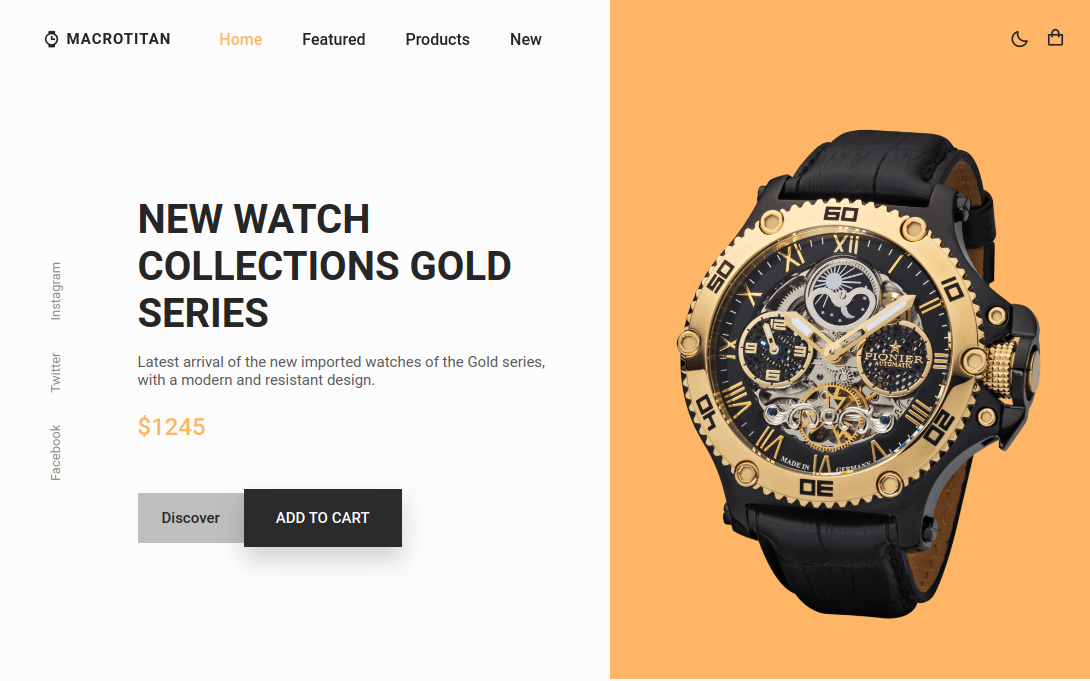 MACROTITAN
Home
Featured
Products
New
NEW WATCH
COLLECTIONS GOLD
SERIES
Latest arrival of the new imported watches of the Gold series,
with a modern and resistant design.
$1245
Discover
ADD TO CART
Instagram
Twitter
Facebook
60
10
20
30
40
50
XII
PIONIER
AUTOMATIC
MADE IN GERMANY